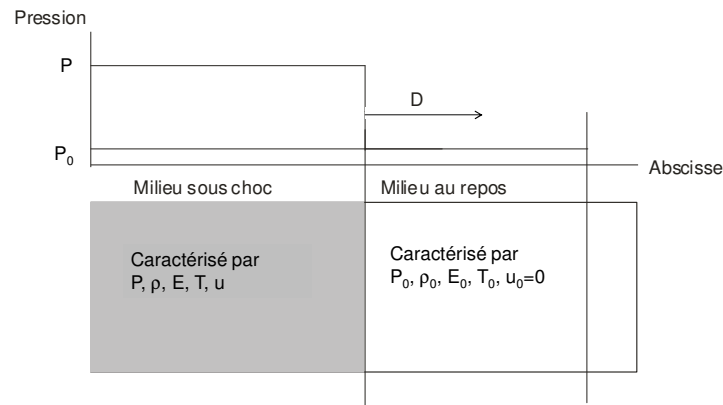 Pression
P
D
P₀
Abscisse
Milieu sous choc
Milieu au repos
Caractérisé par
P, ρ, E, T, u
Caractérisé par
P₀, ρ₀, E₀, T₀, u₀=0